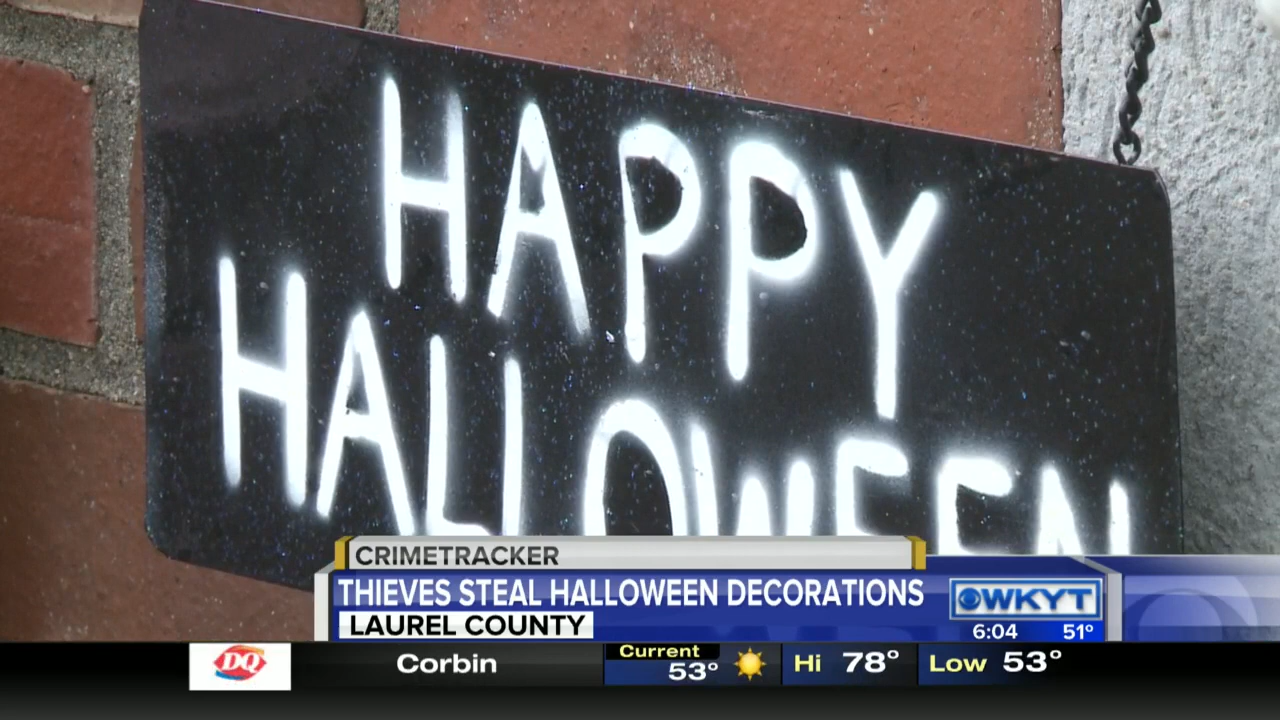 HAPPY
HALLOWEEN
CRIMETRACKER
THIEVES STEAL HALLOWEEN DECORATIONS
LAUREL COUNTY
WKYT
6:04 51°
DQ Corbin Current 53° Hi 78° Low 53°